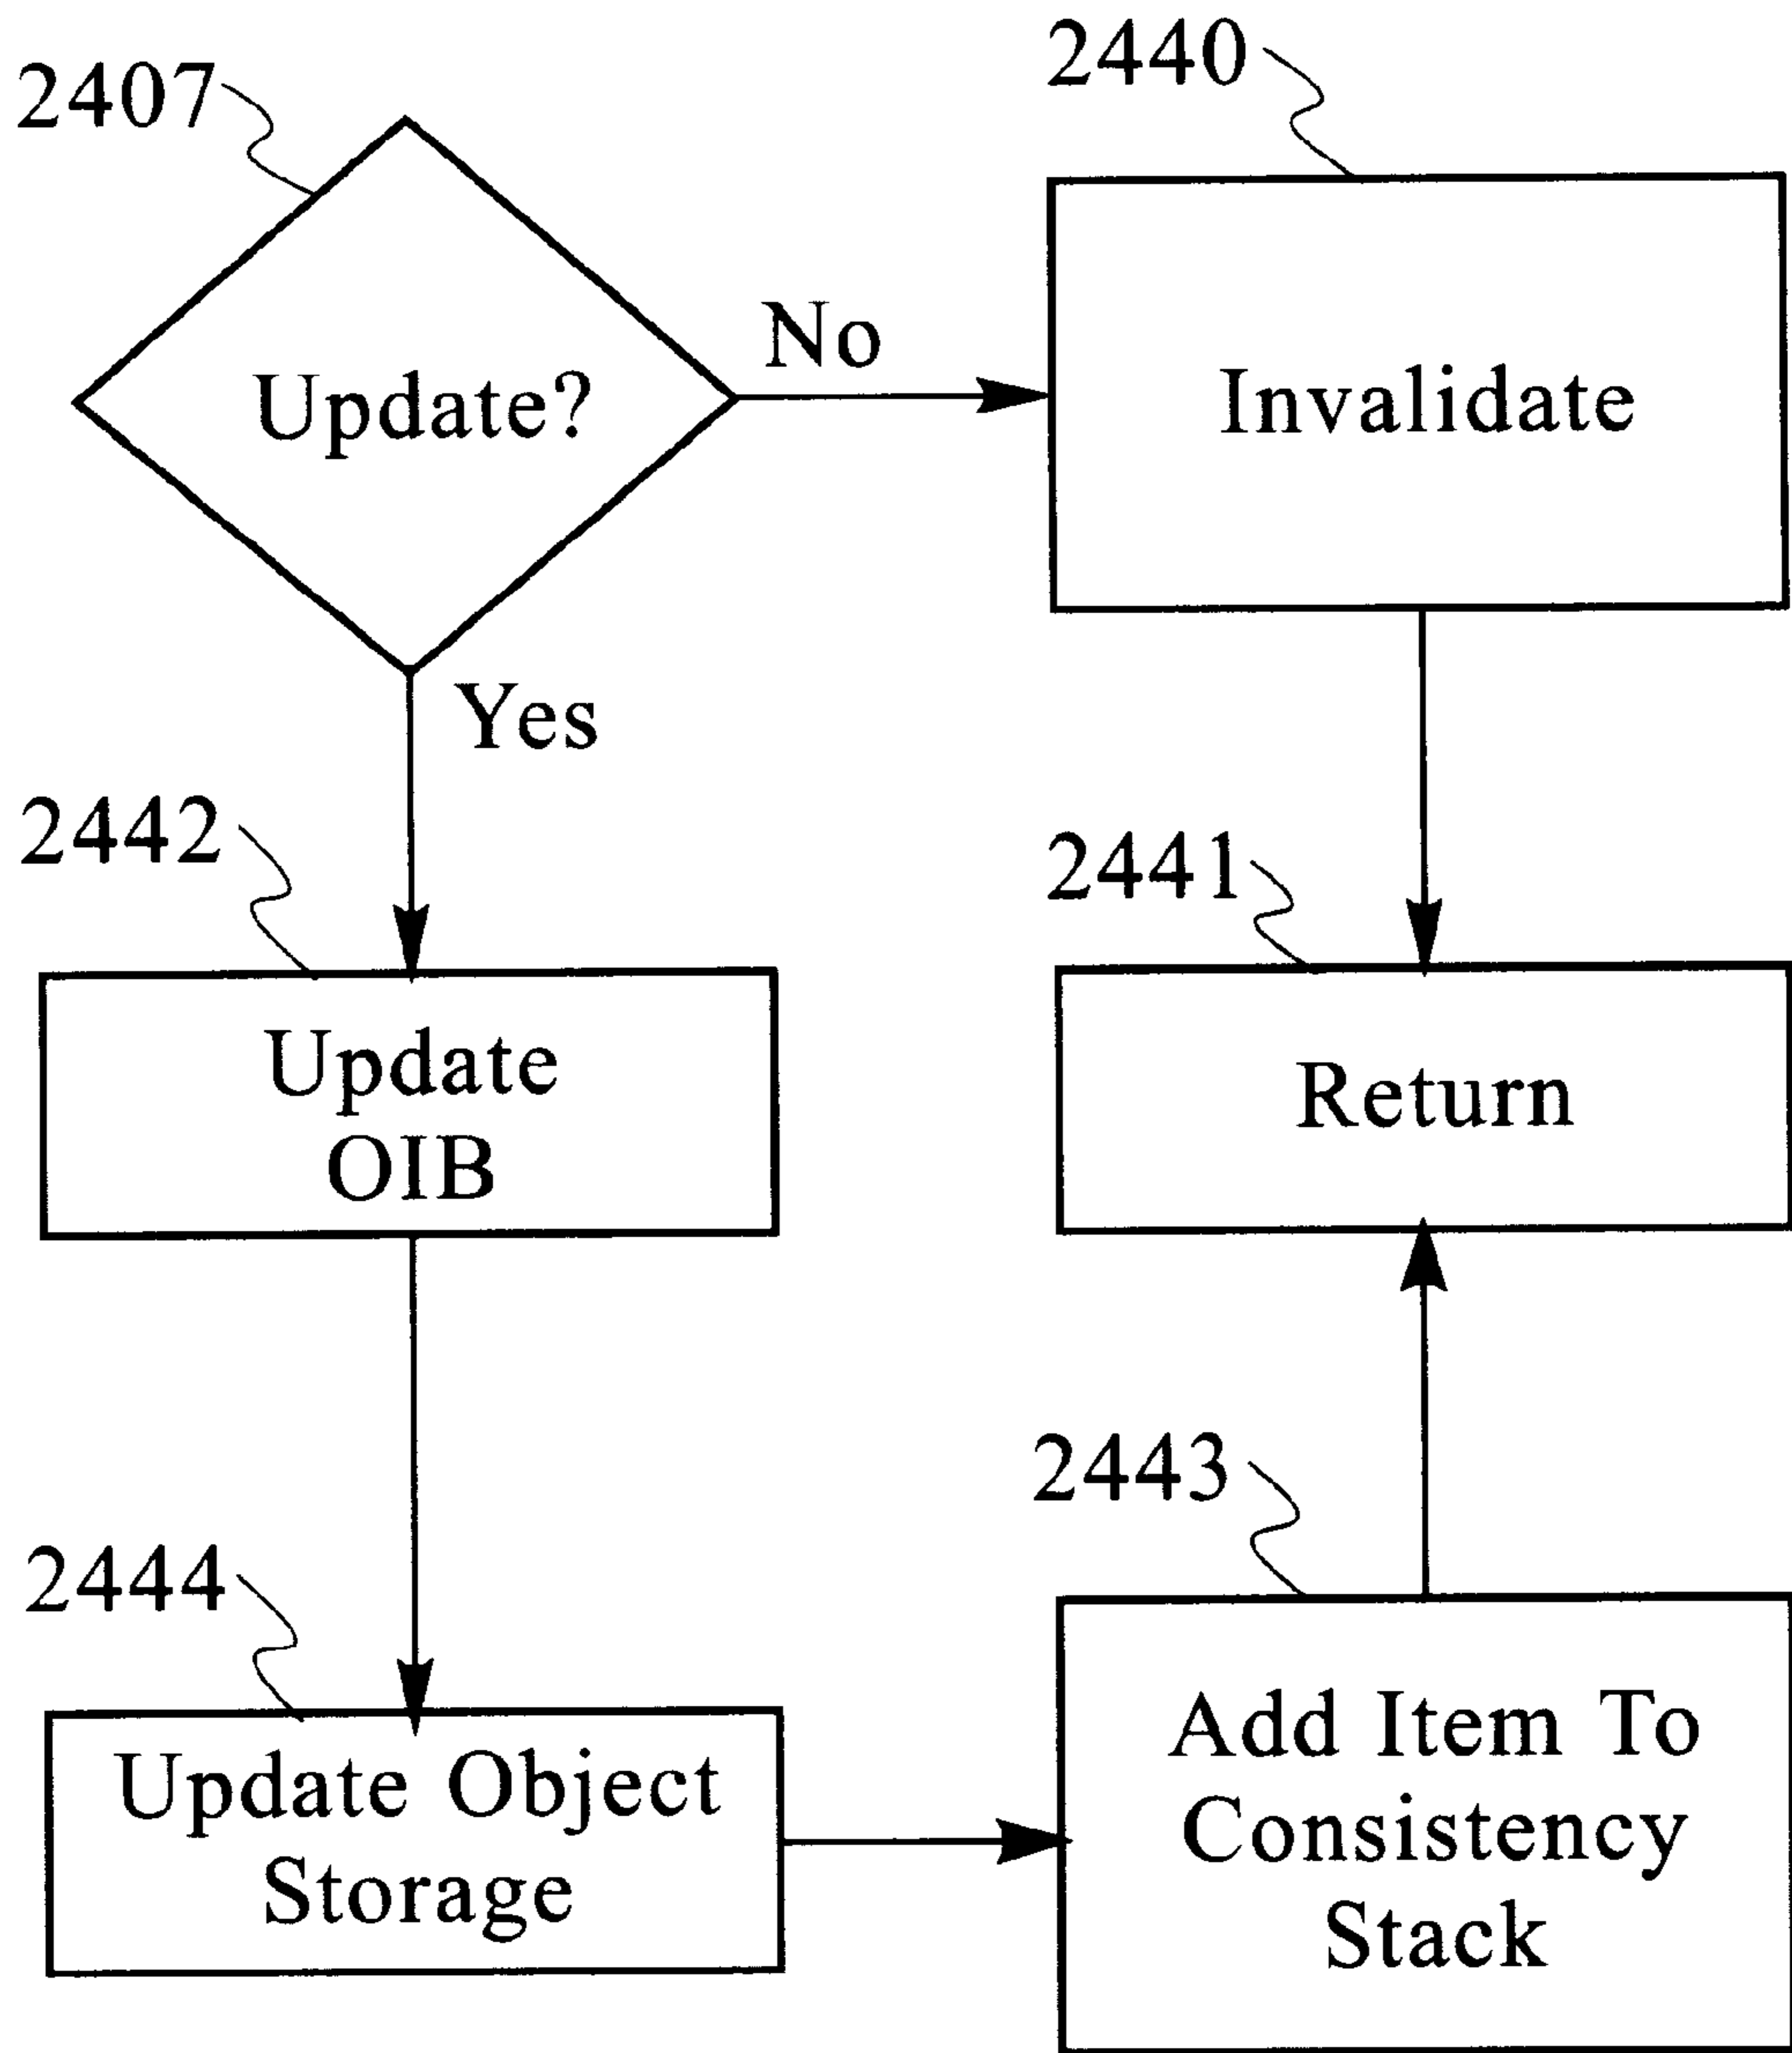 2407
2440
Update?
No
Invalidate
Yes
2442
2441
Update
OIB
Return
2444
2443
Update Object
Storage
Add Item To
Consistency
Stack